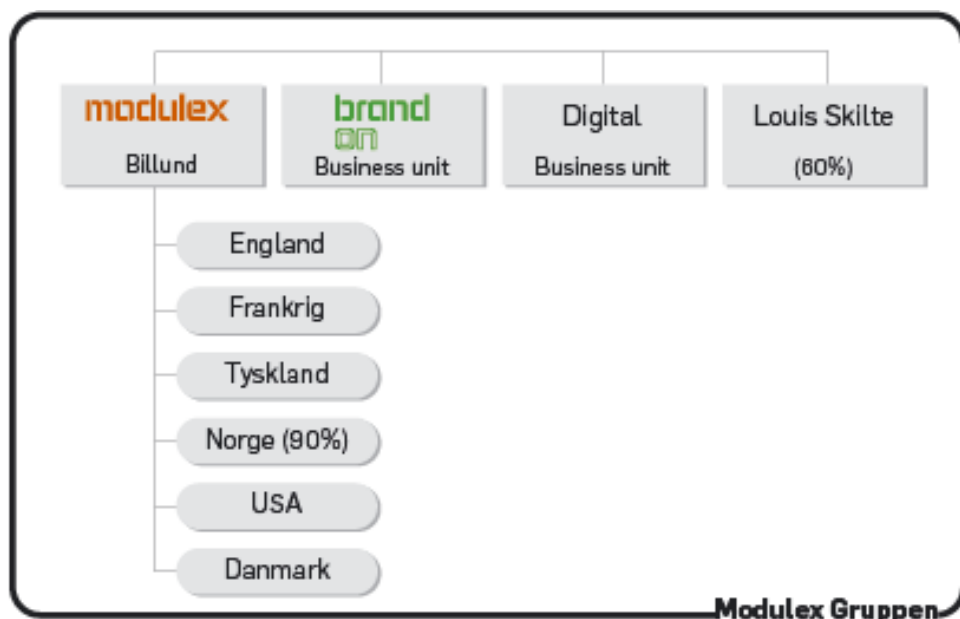 modulex
Billund
brand
on
Business unit
Digital
Business unit
Louis Skilte
(60%)
England
Frankrig
Tyskland
Norge (90%)
USA
Danmark
Modulex Gruppen